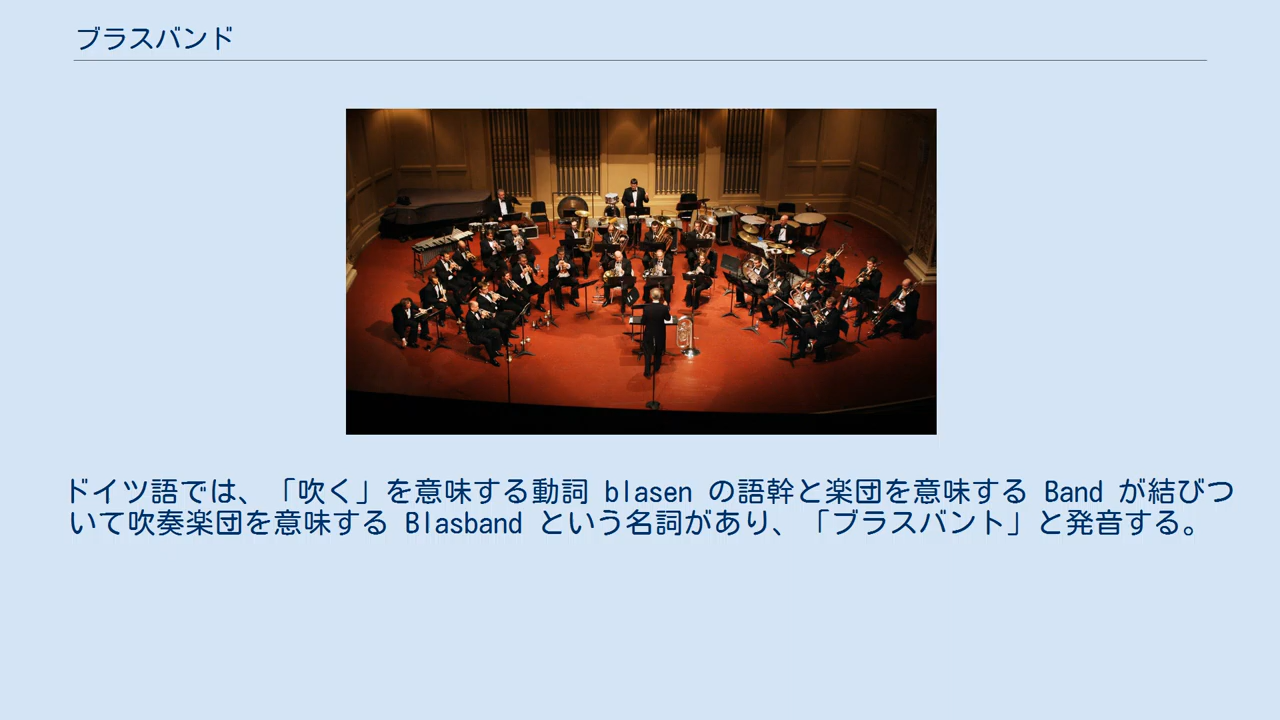 ブラスバンド
ドイツ語では、「吹く」を意味する動詞 blasen の語幹と楽団を意味する Band が結びつ
いて吹奏楽団を意味する Blasband という名詞があり、「ブラスバント」と発音する。